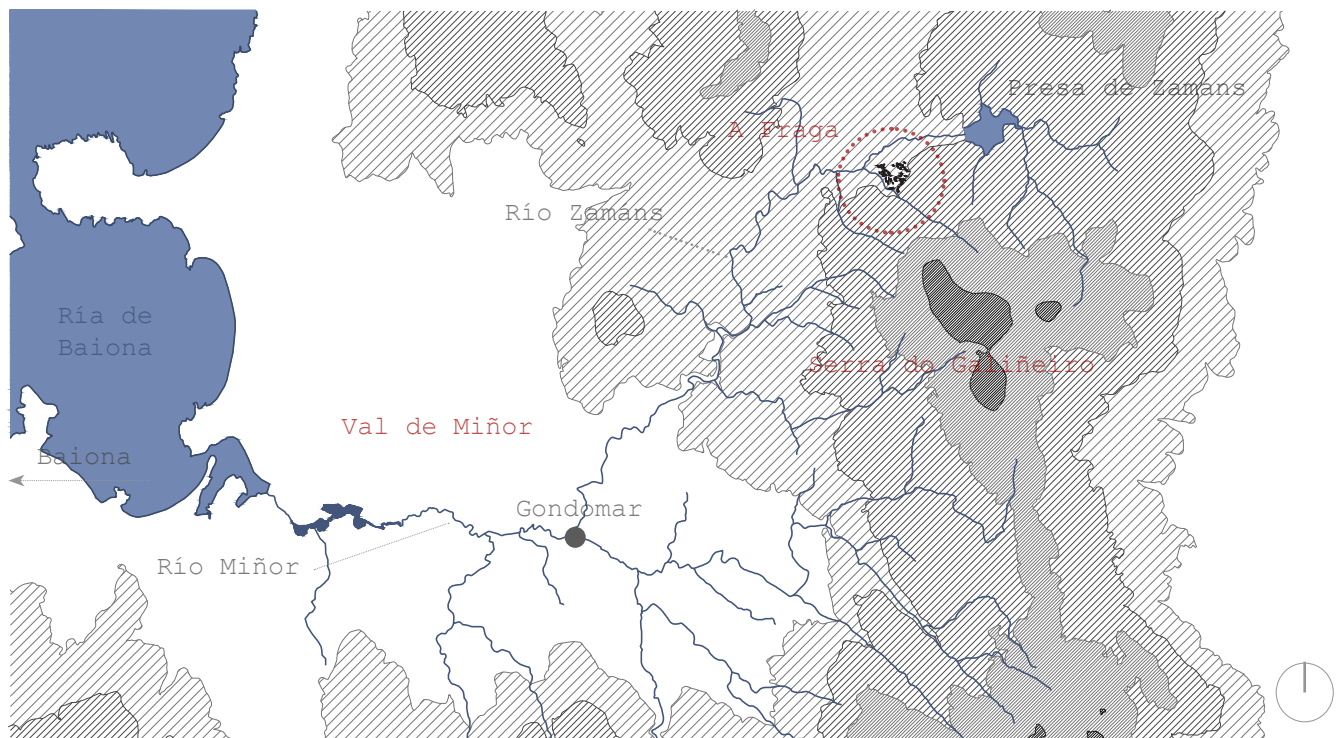 Presa de Zamans
A Fraga
Río Zamans
Ría de
Baiona
Serra do Galiñeiro
Val de Miñor
Baiona
Gondomar
Río Miñor